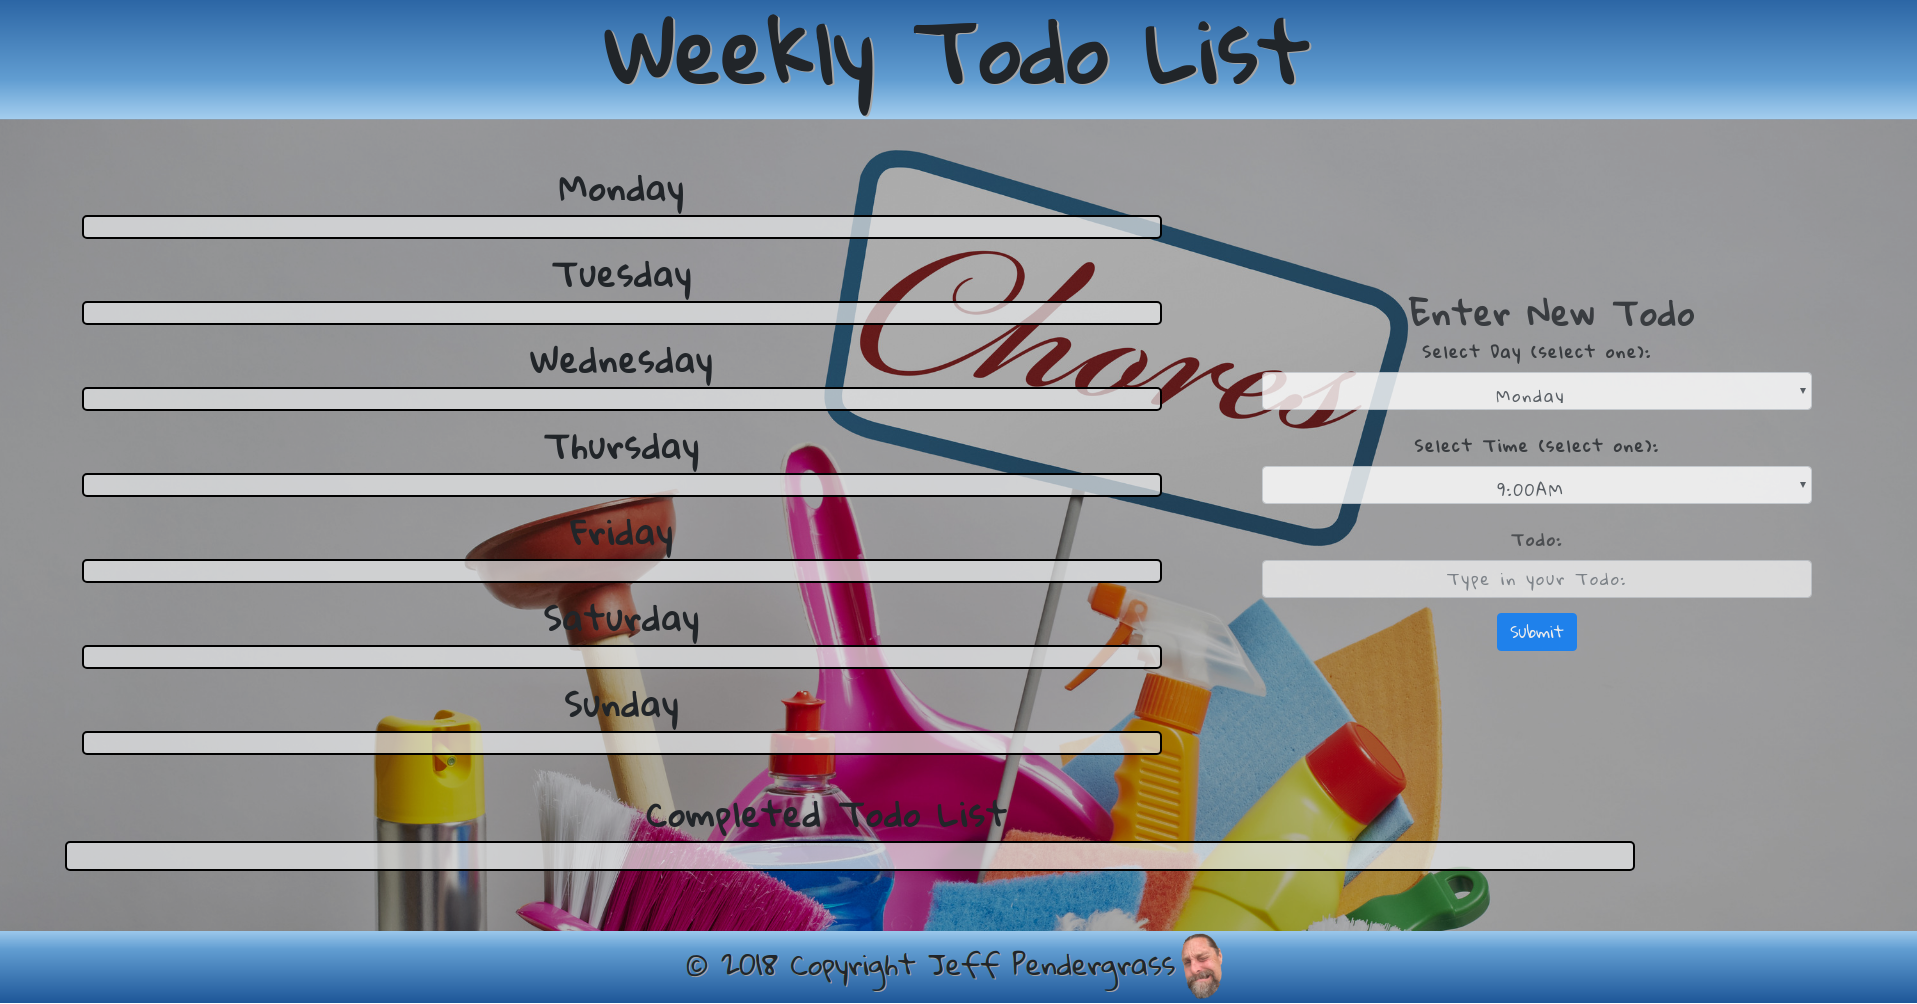 Weekly Todo List
Chores
Monday
Tuesday
Wednesday
Thursday
Friday
Saturday
Sunday
Enter New Todo
Select Day (select one):
Monday
Select Time (select one):
9:00AM
Todo:
Type in your Todo:
Submit
Completed Todo List
© 2018 Copyright Jeff Pendergrass